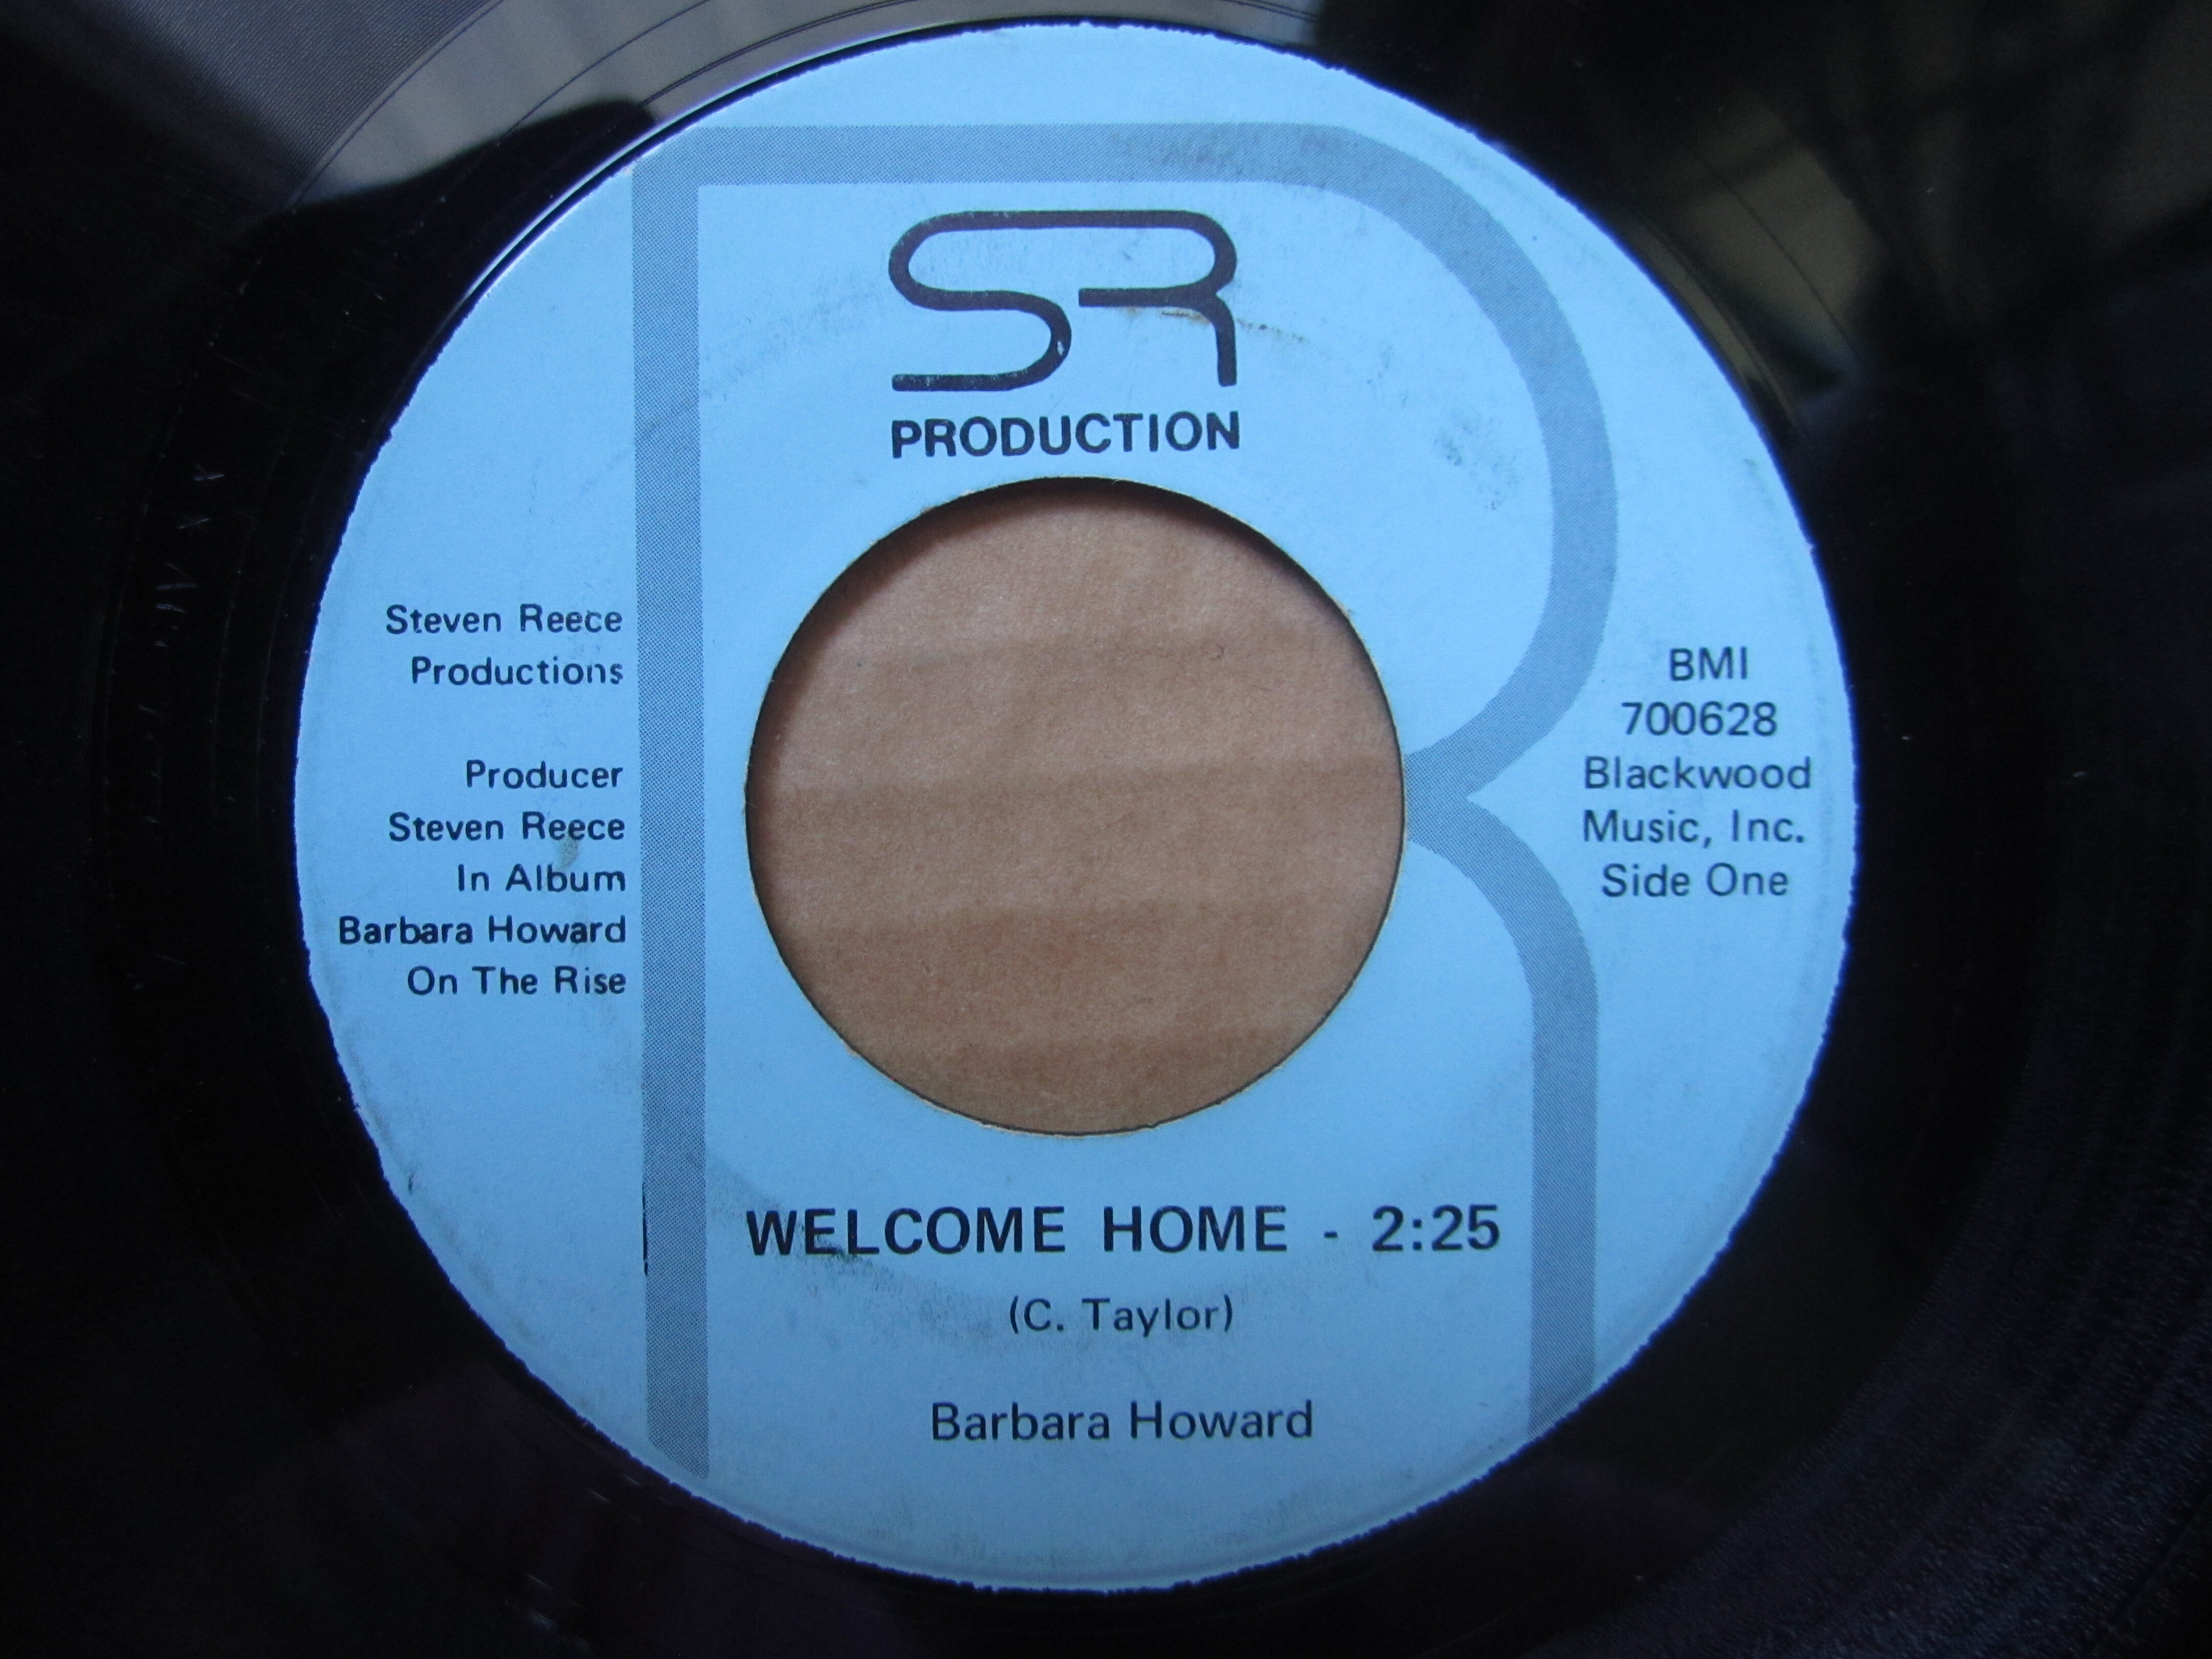 SR
PRODUCTION
Steven Reece
Productions
Producer
Steven Reece
In Album
Barbara Howard
On The Rise
BMI
700628
Blackwood
Music, Inc.
Side One
WELCOME HOME - 2:25
(C. Taylor)
Barbara Howard